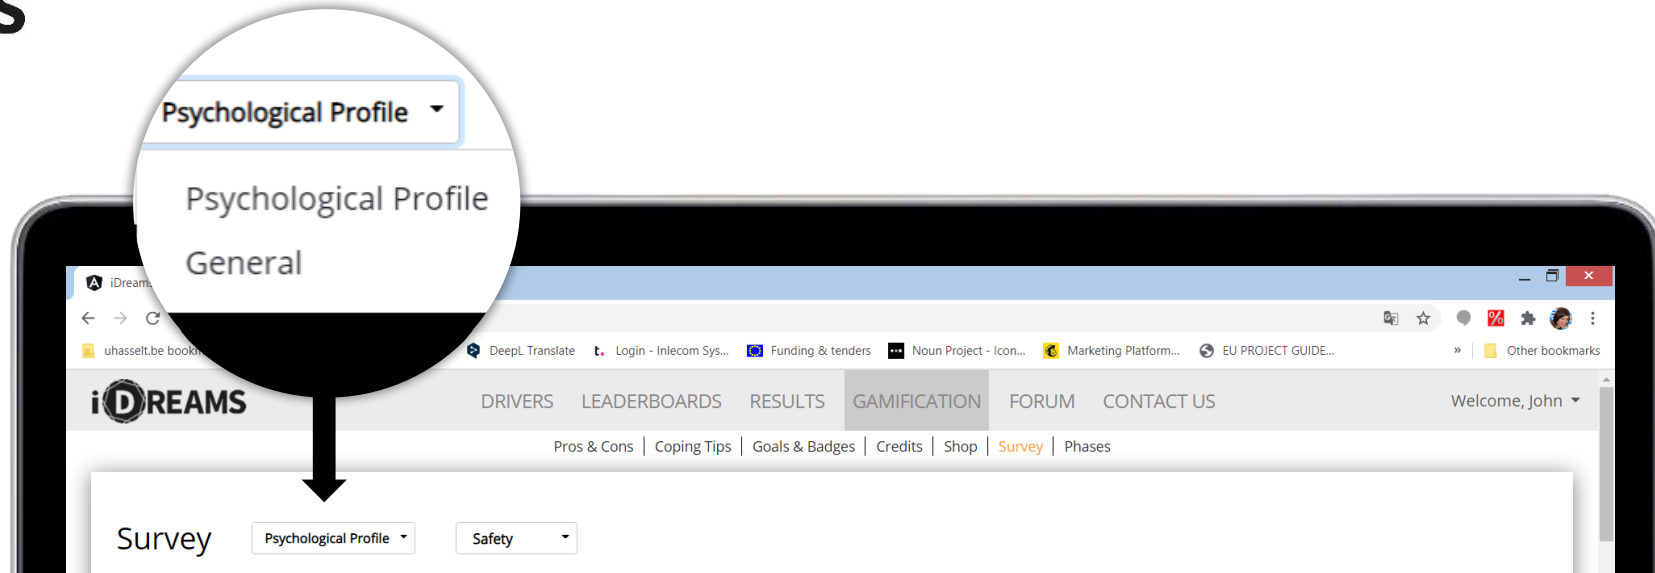 s
Psychological Profile
Psychological Profile
General
iDream
uhasselt.be bookm
DeepL Translate
t. Login - Inlecom Sys...
Funding & tenders
Noun Project - Icon...
Marketing Platform...
EU PROJECT GUIDE...
»
Other bookmarks
iDREAMS
DRIVERS
LEADERBOARDS
RESULTS
GAMIFICATION
FORUM
CONTACT US
Welcome, John
Pros & Cons | Coping Tips | Goals & Badges | Credits | Shop | Survey | Phases
Survey
Psychological Profile
Safety